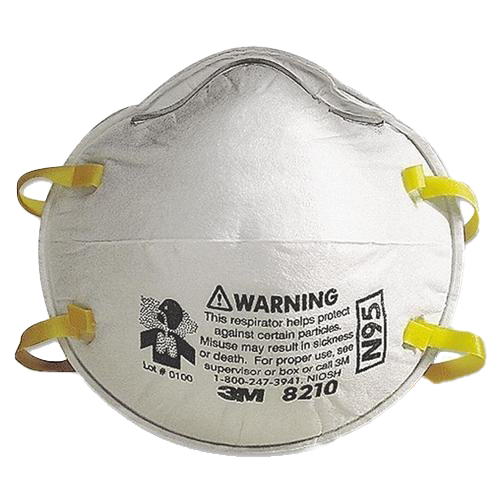 ⚠WARNING
This respirator helps protect
against certain particles.
Misuse may result in sickness
or death. For proper use, see
supervisor or box or call 3M
1-800-247-3941. NIOSH
3M 8210
N95
Lot # 0100